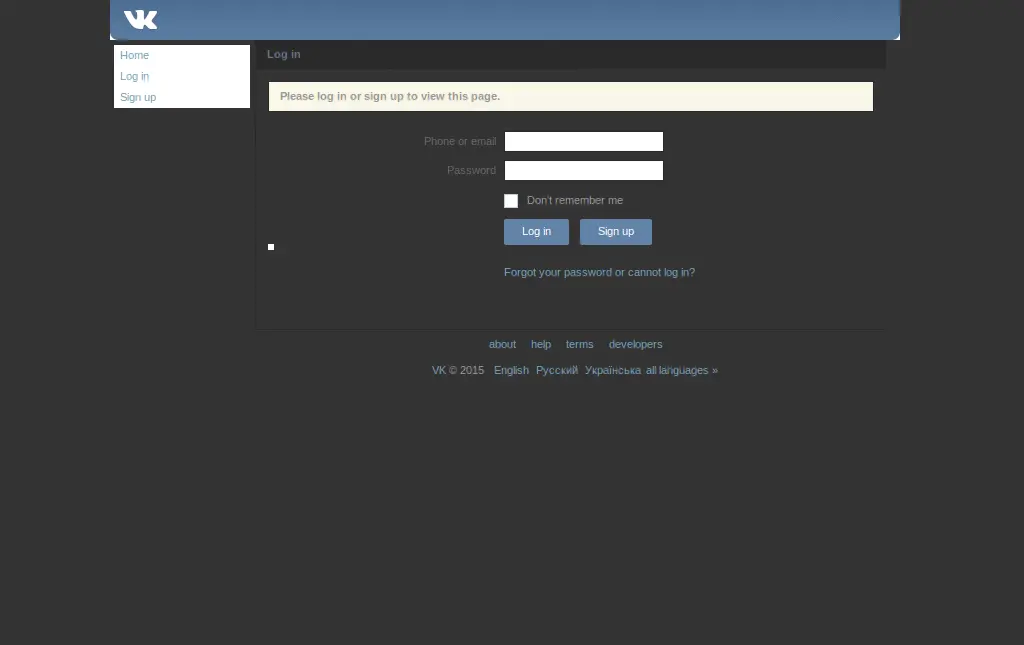 VK
Home
Log in
Sign up
Log in
Please log in or sign up to view this page.
Phone or email
Password
Don't remember me
Log in Sign up
Forgot your password or cannot log in?
about help terms developers
VK © 2015 English Русский Українська all languages »